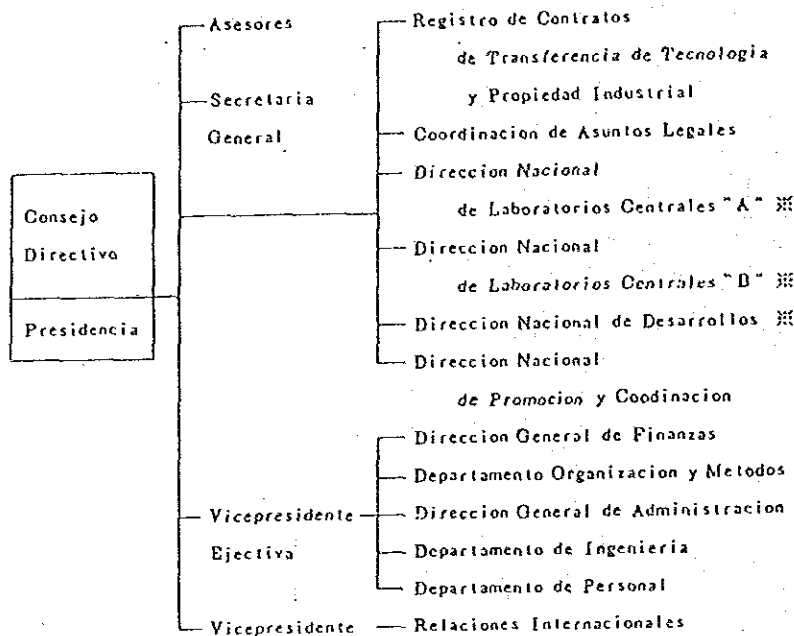 Consejo
Directivo
Presidencia
Asesores
Secretaria
General
Registro de Contratos
de Transferencia de Tecnologia
y Propiedad Industrial
Coordinacion de Asuntos Legales
Direccion Nacional
de Laboratorios Centrales "A" ※
Direccion Nacional
de Laboratorios Centrales "B" ※
Direccion Nacional de Desarrollos ※
Direccion Nacional
de Promocion y Coodinacion
Vicepresidente
Ejectiva
Direccion General de Finanzas
Departamento Organizacion y Metodos
Direccion General de Administracion
Departamento de Ingenieria
Departamento de Personal
Vicepresidente
Relaciones Internacionales